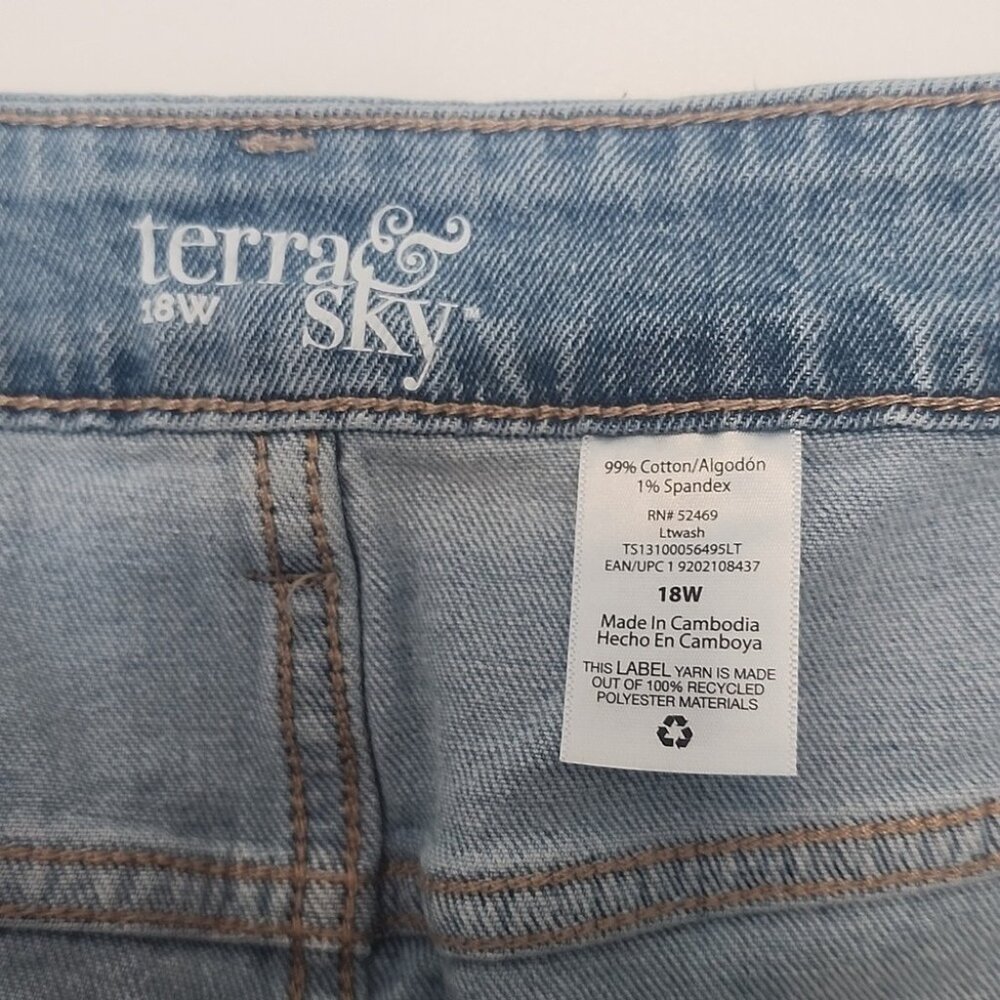 terra &
18W sky™
99% Cotton/Algodón
1% Spandex
RN# 52469
Ltwash
TS13100056495LT
EAN/UPC 1 9202108437
18W
Made In Cambodia
Hecho En Camboya
THIS LABEL YARN IS MADE
OUT OF 100% RECYCLED
POLYESTER MATERIALS